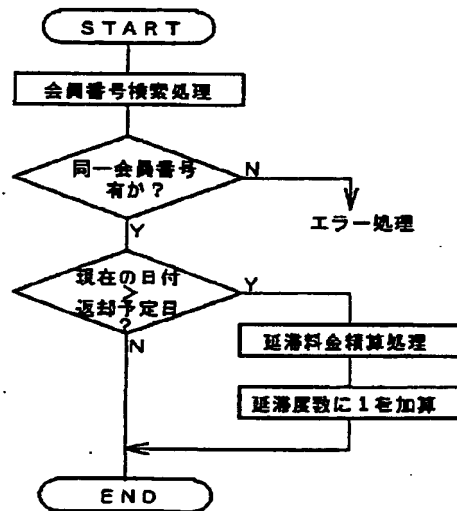 START
会員番号検索処理
同一会員番号
有か？
N
エラー処理
Y
現在の日付
>
返却予定日
？
Y
N
延滞料金積算処理
延滞度数に1を加算
END